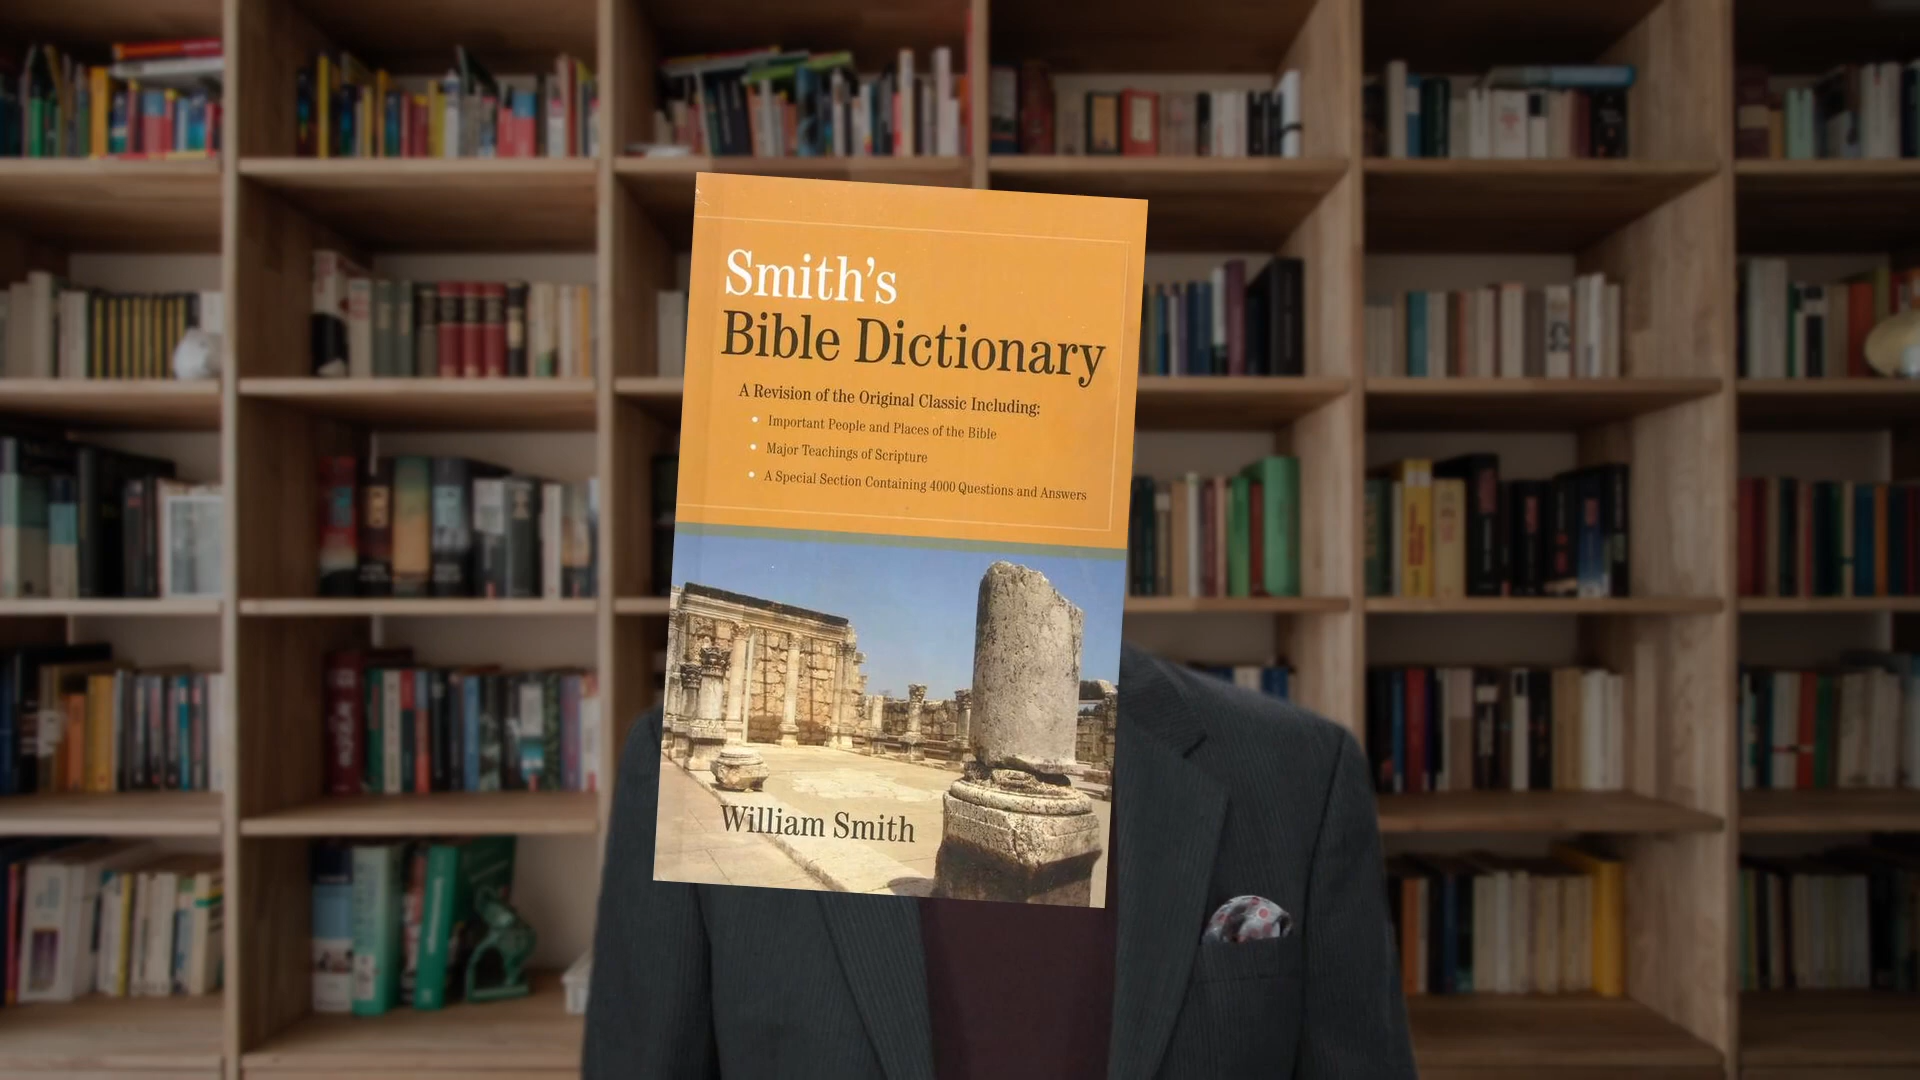 Smith's
Bible Dictionary
A Revision of the Original Classic Including:
• Important People and Places of the Bible
• Major Teachings of Scripture
• A Special Section Containing 4000 Questions and Answers
William Smith